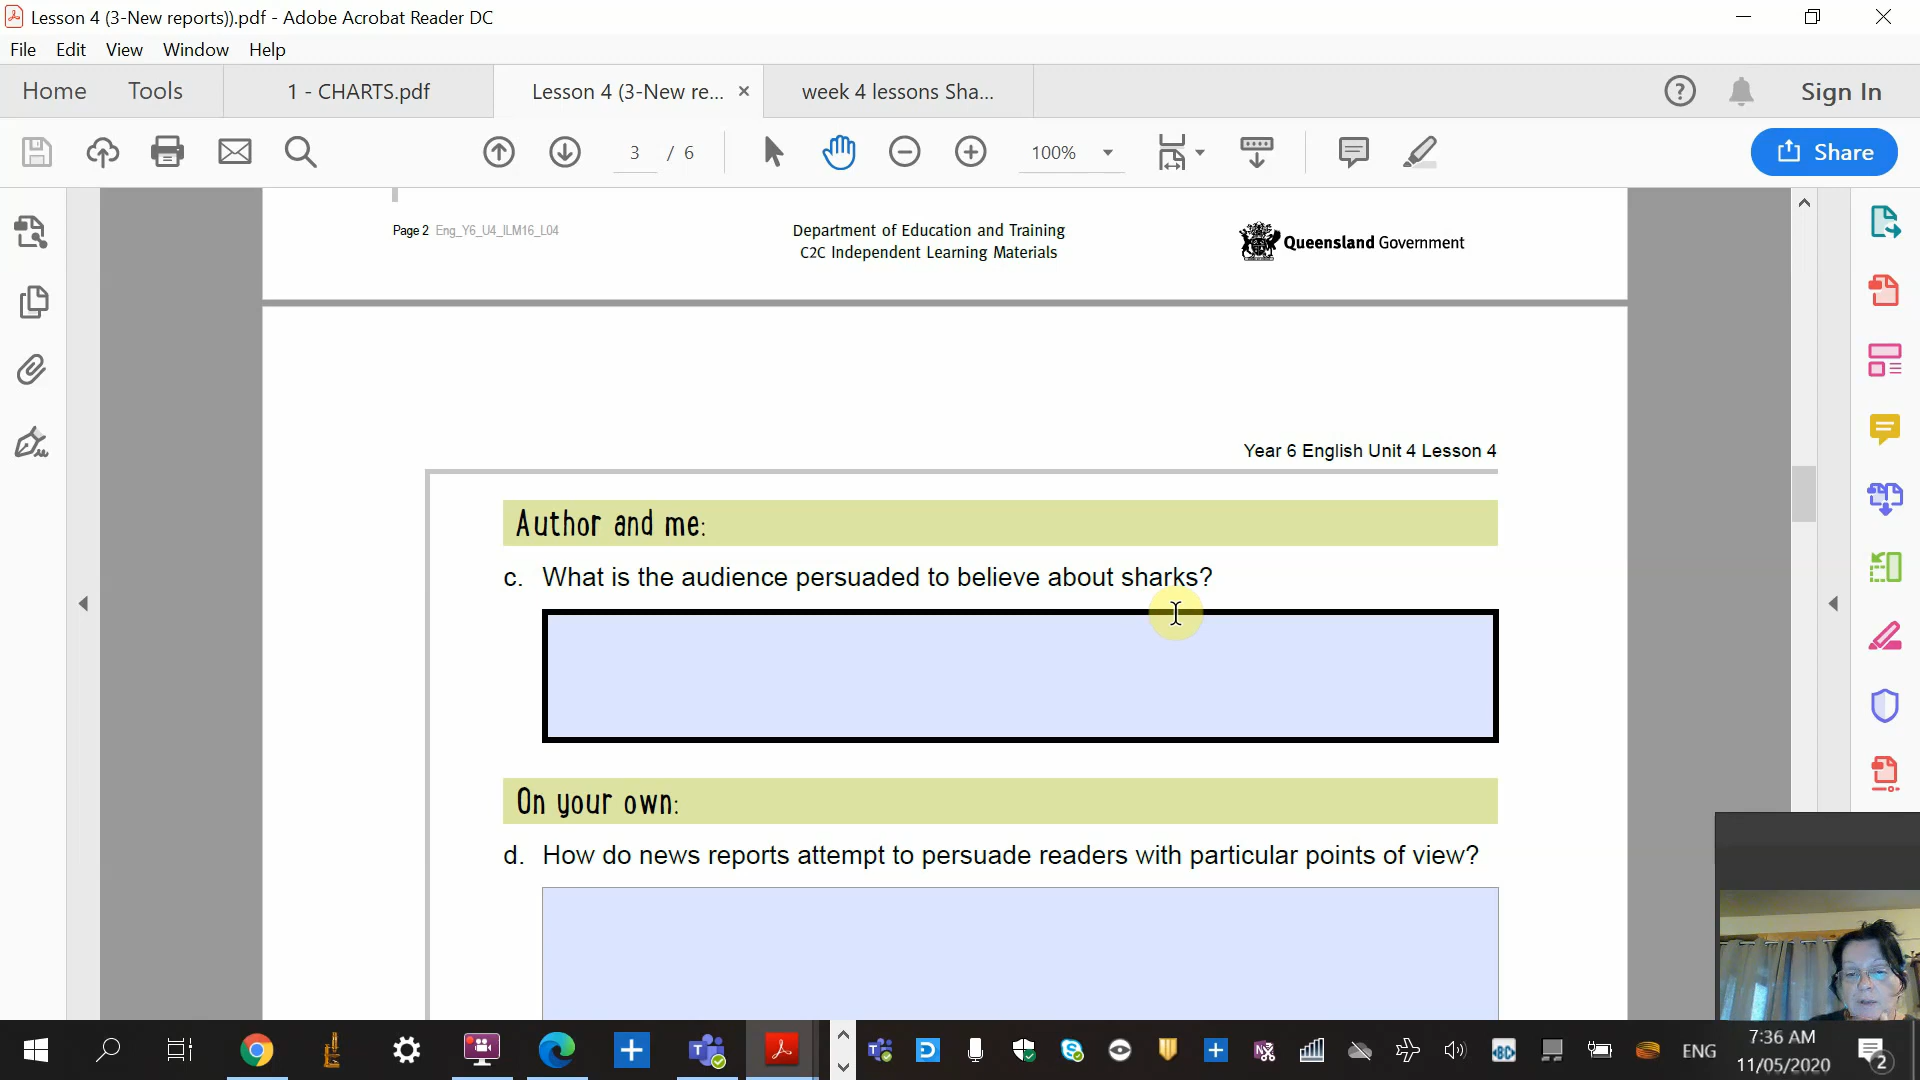 Lesson 4 (3-New reports)).pdf - Adobe Acrobat Reader DC
File Edit View Window Help
Home Tools 1 - CHARTS.pdf Lesson 4 (3-New re... × week 4 lessons Sha... Sign In
3 / 6 100% Share
Page 2 Eng_Y6_U4_ILM16_L04
Department of Education and Training
C2C Independent Learning Materials
Queensland Government
Year 6 English Unit 4 Lesson 4
Author and me:
c. What is the audience persuaded to believe about sharks?
On your own:
d. How do news reports attempt to persuade readers with particular points of view?
ENG
7:36 AM
11/05/2020
2